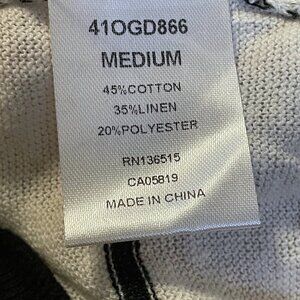 41OGD866
MEDIUM
45%COTTON
35%LINEN
20%POLYESTER
RN136515
CA05819
MADE IN CHINA